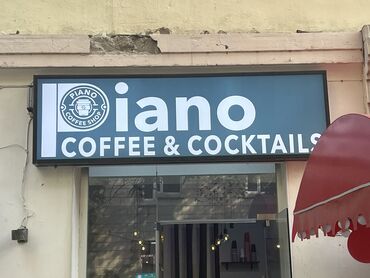 PIANO
COFFEE SHOP
Piano
COFFEE & COCKTAILS